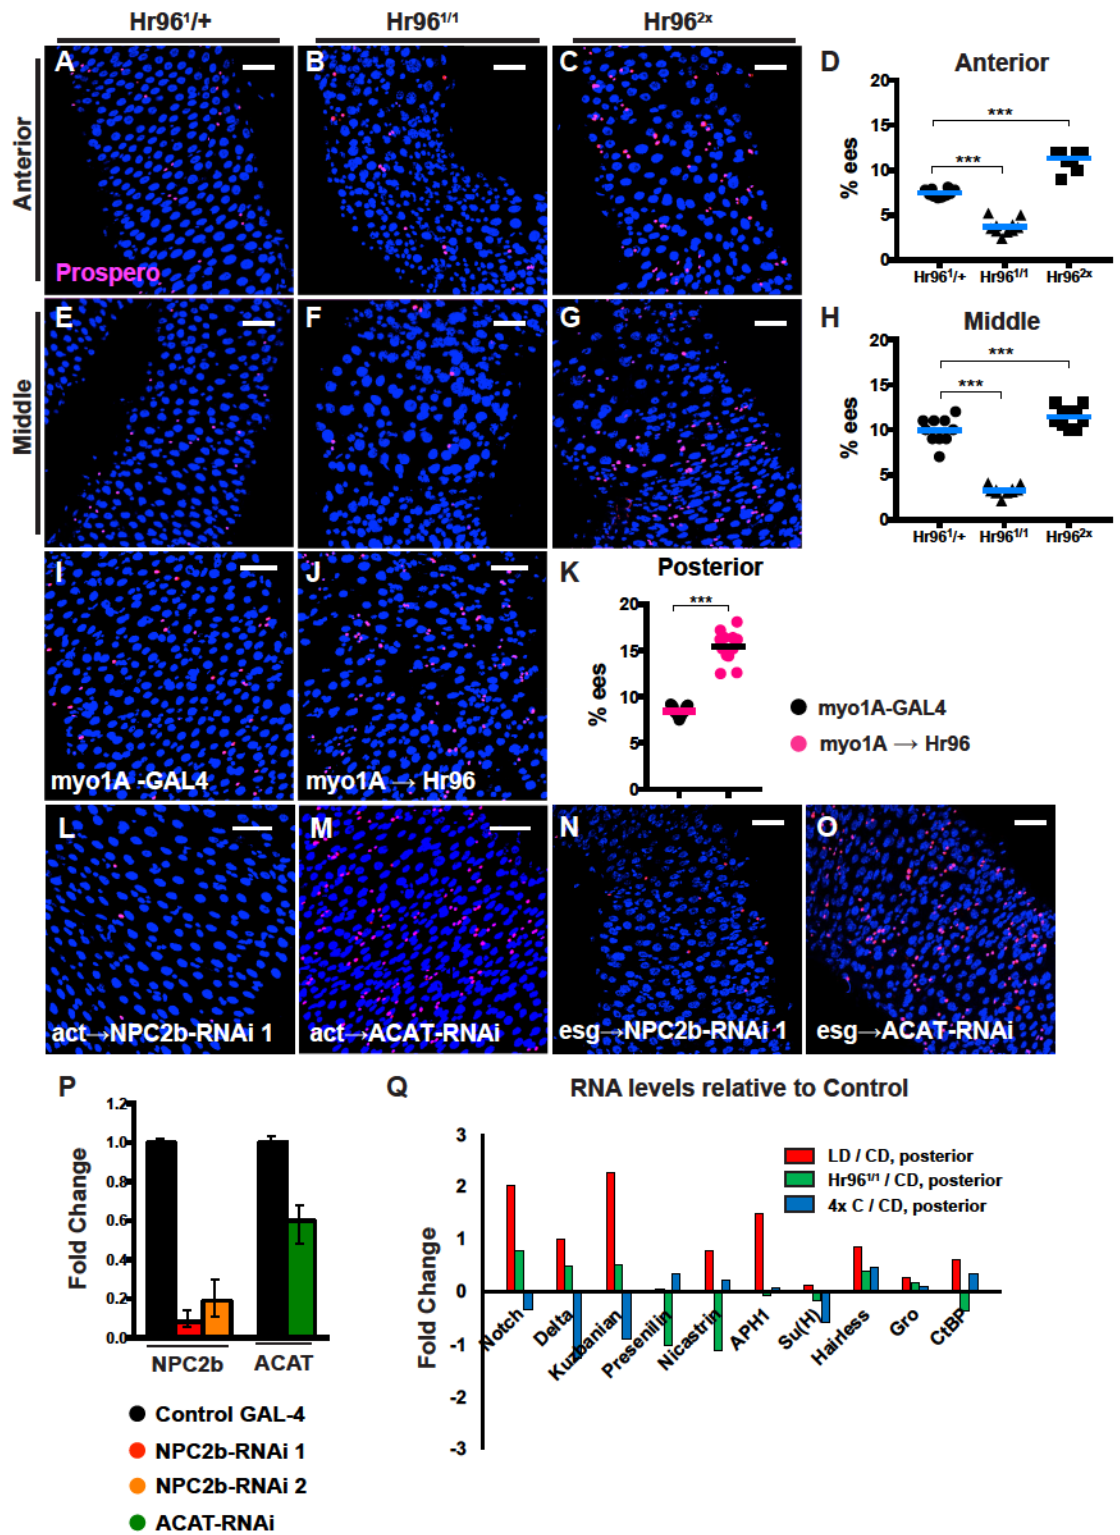 Hr96¹/+ Hr96¹/¹ Hr96²ˣ
Anterior
A B C
Prospero
D Anterior
% ees
20
15
10
5
0
***
***
Hr96¹/+ Hr96¹/¹ Hr96²ˣ
Middle
E F G
H Middle
% ees
20
15
10
5
0
***
***
Hr96¹/+ Hr96¹/¹ Hr96²ˣ
I J
myo1A -GAL4
myo1A → Hr96
K Posterior
% ees
20
15
10
5
0
***
myo1A-GAL4
myo1A → Hr96
L M N O
act→NPC2b-RNAi 1
act→ACAT-RNAi
esg→NPC2b-RNAi 1
esg→ACAT-RNAi
P
Fold Change
1.2
1.0
0.8
0.6
0.4
0.2
0.0
NPC2b ACAT
Control GAL-4
NPC2b-RNAi 1
NPC2b-RNAi 2
ACAT-RNAi
Q RNA levels relative to Control
Fold Change
3
2
1
0
-1
-2
-3
LD / CD, posterior
Hr96¹/¹ / CD, posterior
4x C / CD, posterior
Notch
Delta
Kuzbanian
Presenilin
Nicastrin
APH1
Su(H)
Hairless
Gro
CtBP